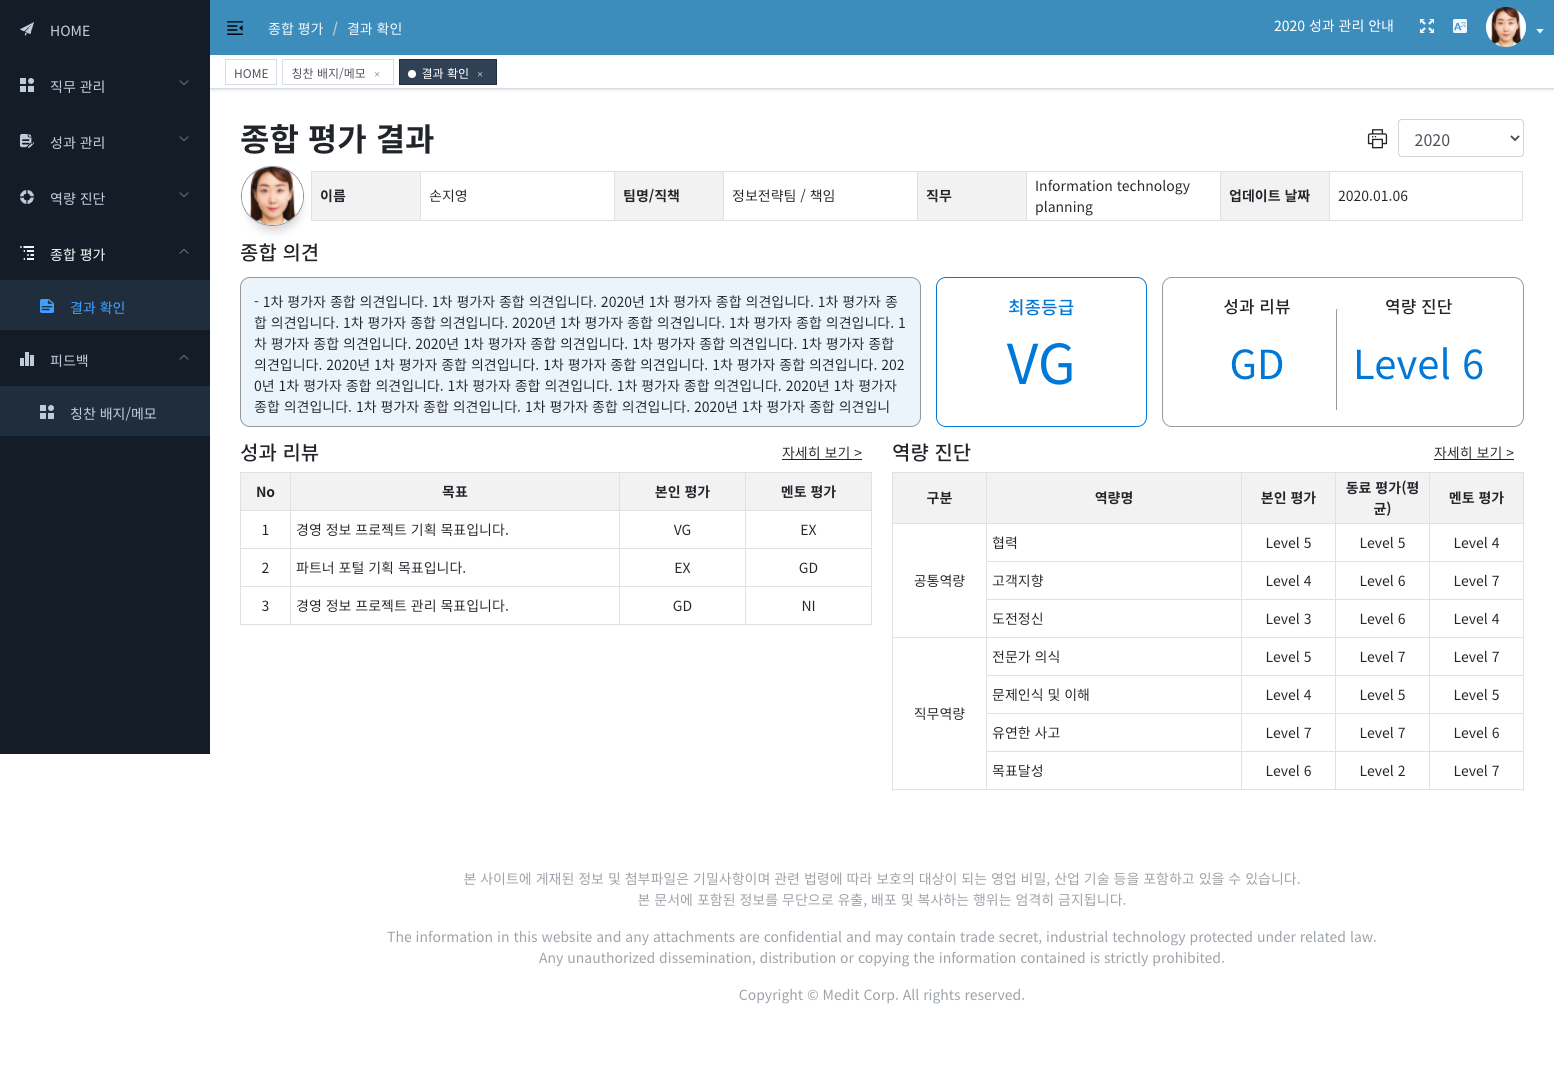 HOME
직무 관리
성과 관리
역량 진단
종합 평가
결과 확인
피드백
칭찬 배지/메모
종합 평가 / 결과 확인
2020 성과 관리 안내
HOME
칭찬 배지/메모 ×
결과 확인 ×
종합 평가 결과
2020
이름 손지영 팀명/직책 정보전략팀 / 책임 직무 Information technology planning 업데이트 날짜 2020.01.06
종합 의견
- 1차 평가자 종합 의견입니다. 1차 평가자 종합 의견입니다. 2020년 1차 평가자 종합 의견입니다. 1차 평가자 종
합 의견입니다. 1차 평가자 종합 의견입니다. 2020년 1차 평가자 종합 의견입니다. 1차 평가자 종합 의견입니다. 1
차 평가자 종합 의견입니다. 2020년 1차 평가자 종합 의견입니다. 1차 평가자 종합 의견입니다. 1차 평가자 종합
의견입니다. 2020년 1차 평가자 종합 의견입니다. 1차 평가자 종합 의견입니다. 1차 평가자 종합 의견입니다. 202
0년 1차 평가자 종합 의견입니다. 1차 평가자 종합 의견입니다. 1차 평가자 종합 의견입니다. 2020년 1차 평가자
종합 의견입니다. 1차 평가자 종합 의견입니다. 1차 평가자 종합 의견입니다. 2020년 1차 평가자 종합 의견입니
최종등급
VG
성과 리뷰
GD
역량 진단
Level 6
성과 리뷰
자세히 보기 >
No 목표 본인 평가 멘토 평가
1 경영 정보 프로젝트 기획 목표입니다. VG EX
2 파트너 포털 기획 목표입니다. EX GD
3 경영 정보 프로젝트 관리 목표입니다. GD NI
역량 진단
자세히 보기 >
구분 역량명 본인 평가 동료 평가(평균) 멘토 평가
공통역량
협력 Level 5 Level 5 Level 4
고객지향 Level 4 Level 6 Level 7
도전정신 Level 3 Level 6 Level 4
직무역량
전문가 의식 Level 5 Level 7 Level 7
문제인식 및 이해 Level 4 Level 5 Level 5
유연한 사고 Level 7 Level 7 Level 6
목표달성 Level 6 Level 2 Level 7
본 사이트에 게재된 정보 및 첨부파일은 기밀사항이며 관련 법령에 따라 보호의 대상이 되는 영업 비밀, 산업 기술 등을 포함하고 있을 수 있습니다.
본 문서에 포함된 정보를 무단으로 유출, 배포 및 복사하는 행위는 엄격히 금지됩니다.
The information in this website and any attachments are confidential and may contain trade secret, industrial technology protected under related law.
Any unauthorized dissemination, distribution or copying the information contained is strictly prohibited.
Copyright © Medit Corp. All rights reserved.